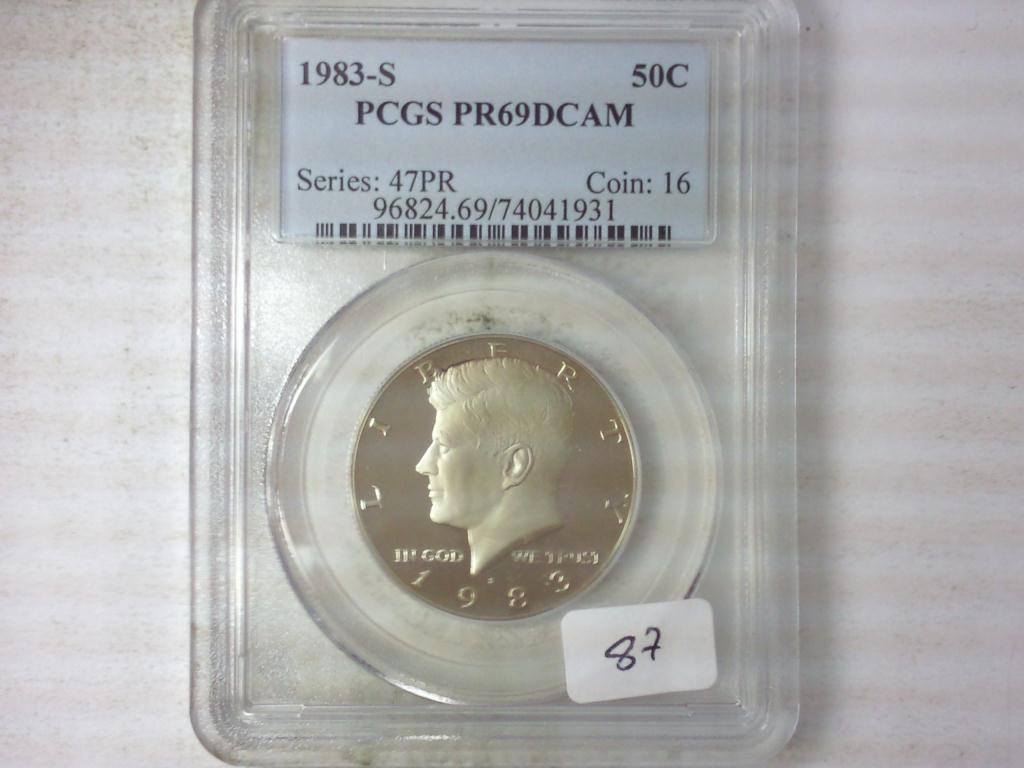 1983-S 50C
PCGS PR69DCAM
Series: 47PR Coin: 16
96824.69/74041931
LIBERTY
IN GOD WE TRUST
1983
87